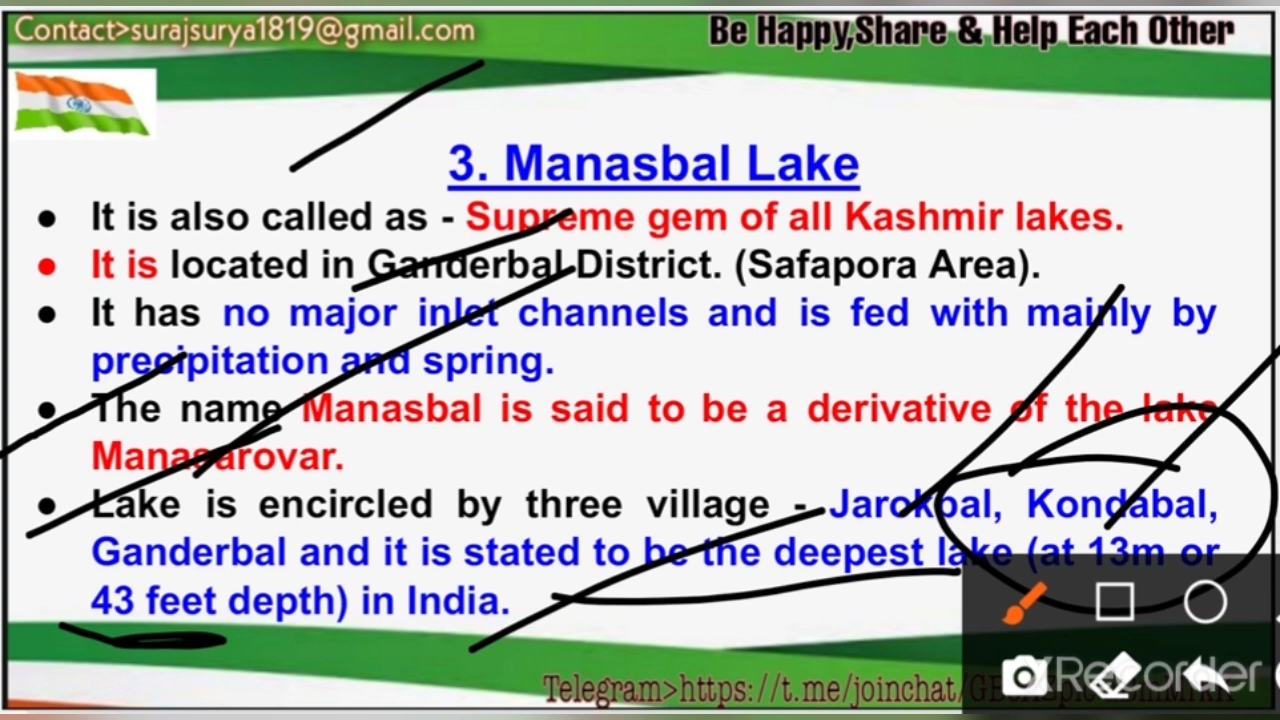 Contact>surajsurya1819@gmail.com
Be Happy,Share & Help Each Other
3. Manasbal Lake
● It is also called as - Supreme gem of all Kashmir lakes.
● It is located in Ganderbal District. (Safapora Area).
● It has no major inlet channels and is fed with mainly by
precipitation and spring.
● The name Manasbal is said to be a derivative of the lake
Manasarovar.
● Lake is encircled by three village - Jarokbal, Kondabal,
Ganderbal and it is stated to be the deepest lake (at 13m or
43 feet depth) in India.
XRecorder
Telegram>https://t.me/joinchat/